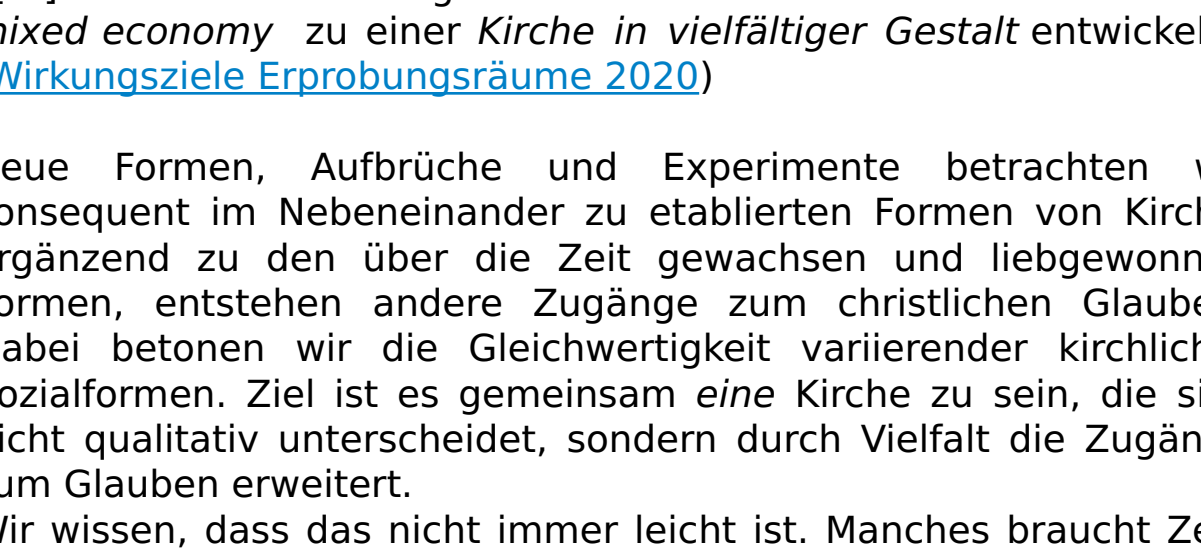 mixed economy zu einer Kirche in vielfältiger Gestalt entwickel
Wirkungsziele Erprobungsräume 2020)
eue Formen, Aufbrüche und Experimente betrachten w
onsequent im Nebeneinander zu etablierten Formen von Kirch
rgänzend zu den über die Zeit gewachsen und liebgewonn
ormen, entstehen andere Zugänge zum christlichen Glaube
abei betonen wir die Gleichwertigkeit variierender kirchlich
ozialformen. Ziel ist es gemeinsam eine Kirche zu sein, die si
icht qualitativ unterscheidet, sondern durch Vielfalt die Zugän
um Glauben erweitert.
Wir wissen, dass das nicht immer leicht ist. Manches braucht Ze